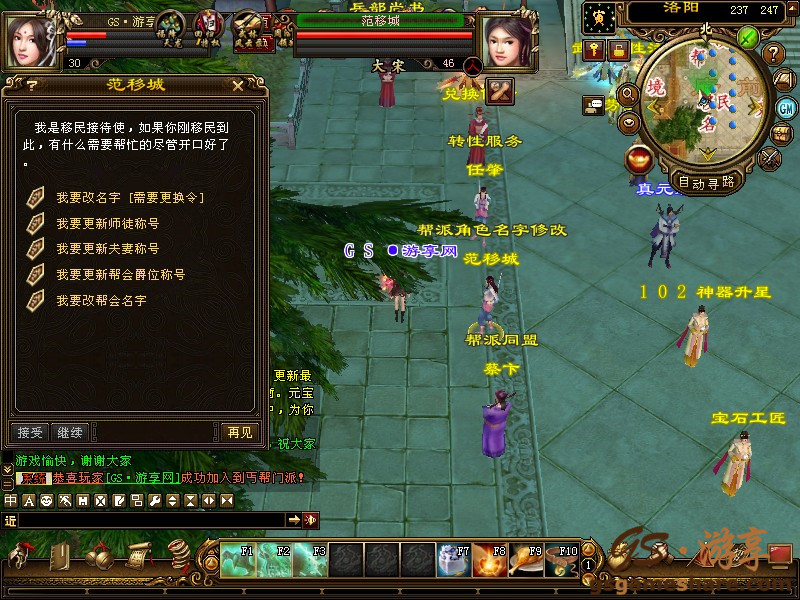 GS·游享
30
范移城
大宋
46
兵部尚书
洛阳
237 247
北
GM
自动寻路
范移城
我是移民接待使，如果你刚移民到
此，有什么需要帮忙的尽管开口好了
。
我要改名字 [需要更换令]
我要更新师徒称号
我要更新夫妻称号
我要更新帮会爵位称号
我要改帮会名字
接受
继续
再见
转性服务
任肇
帮派角色名字修改
GS●游享网
范移城
帮派同盟
蔡卞
真元
102 神器升星
宝石工匠
更新最
元宝
，为你
，祝大家
游戏愉快，谢谢大家
恭喜玩家[GS·游享网]成功加入到丐帮门派！
中
近
F1
F2
F3
F7
F8
F9
F10
1
GS·游享